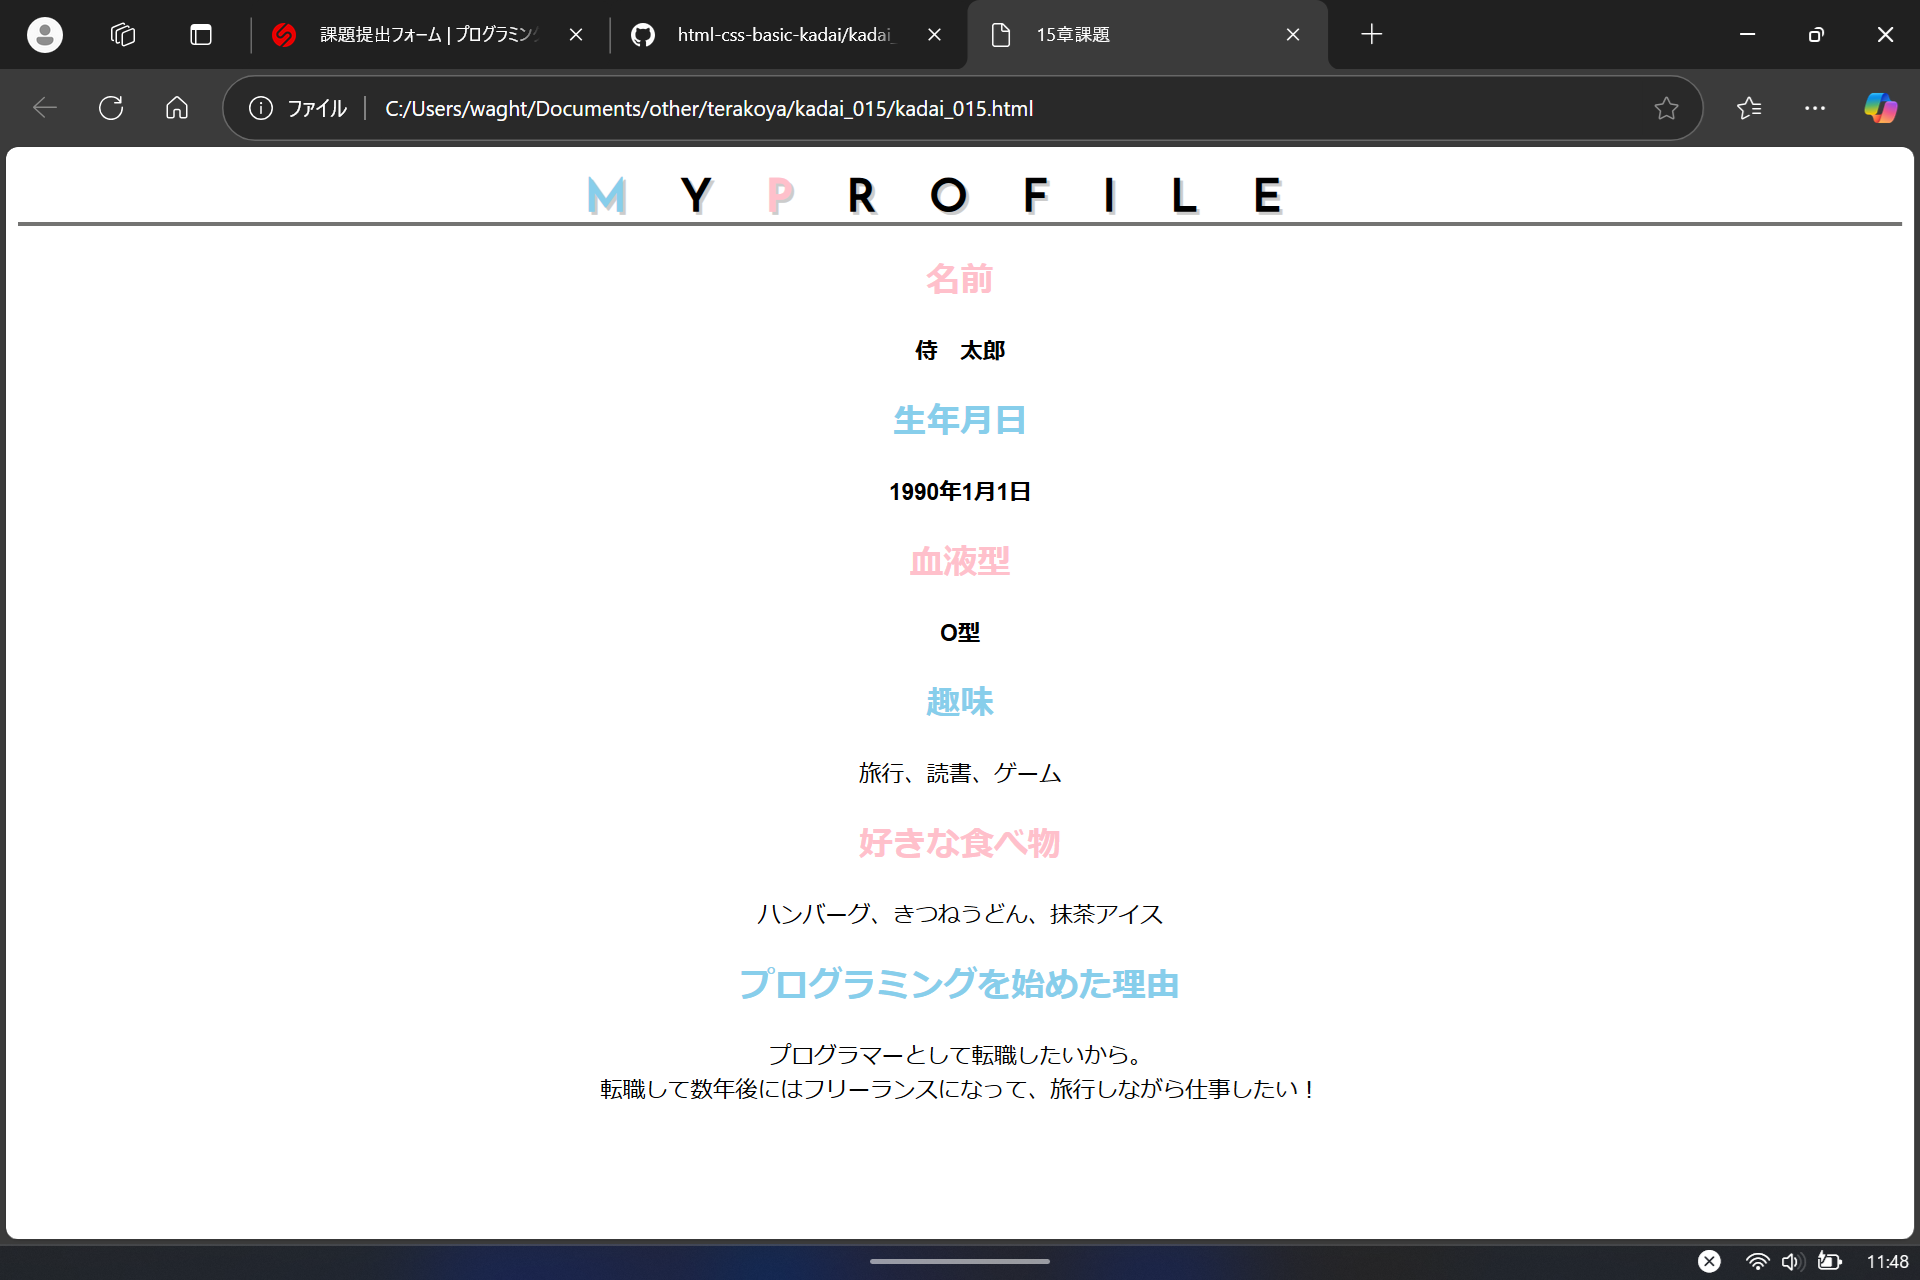 課題提出フォーム | プログラミン
html-css-basic-kadai/kadai_
15章課題
ファイル
C:/Users/waght/Documents/other/terakoya/kadai_015/kadai_015.html
M Y P R O F I L E
名前
侍　太郎
生年月日
1990年1月1日
血液型
O型
趣味
旅行、読書、ゲーム
好きな食べ物
ハンバーグ、きつねうどん、抹茶アイス
プログラミングを始めた理由
プログラマーとして転職したいから。
転職して数年後にはフリーランスになって、旅行しながら仕事したい！
11:48